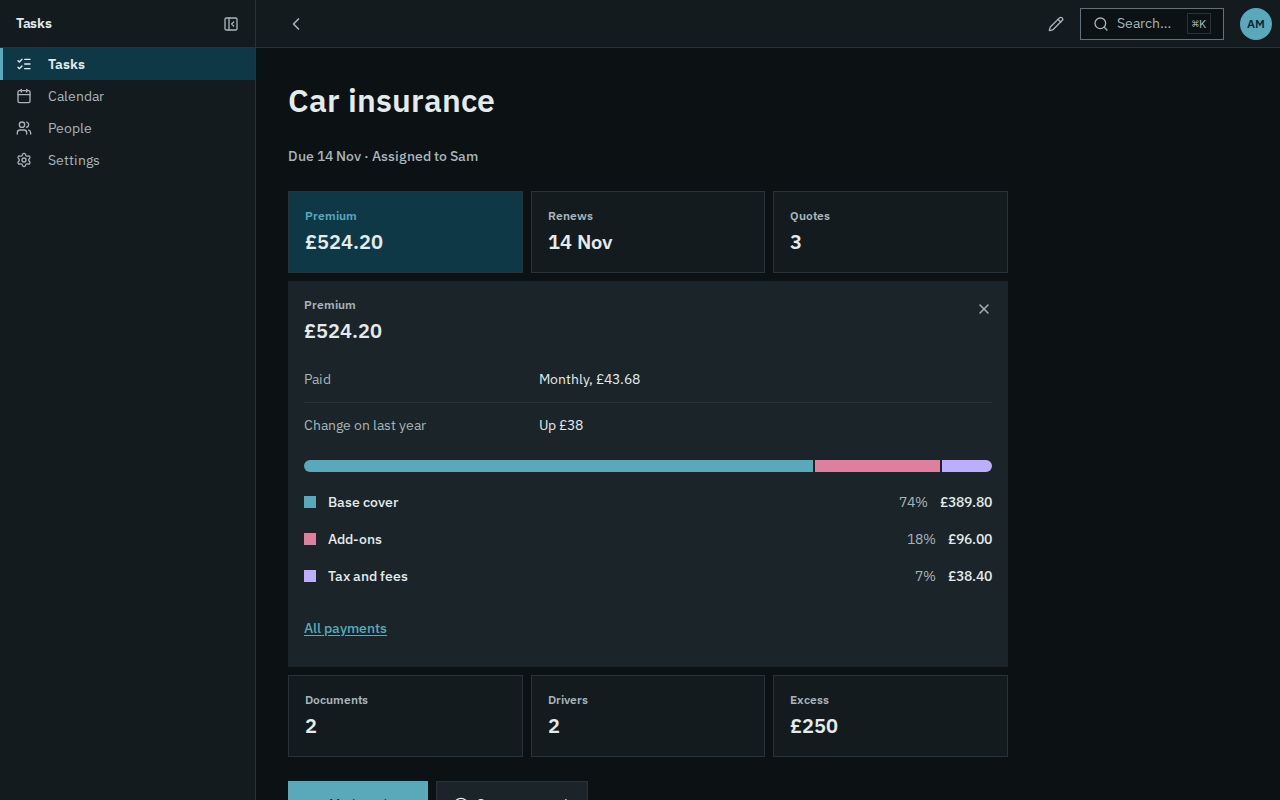 Tasks
Search... ⌘K
AM
Tasks
Calendar
People
Settings
Car insurance
Due 14 Nov · Assigned to Sam
Premium
£524.20
Renews
14 Nov
Quotes
3
Premium
£524.20
Paid Monthly, £43.68
Change on last year Up £38
Base cover 74% £389.80
Add-ons 18% £96.00
Tax and fees 7% £38.40
All payments
Documents
2
Drivers
2
Excess
£250